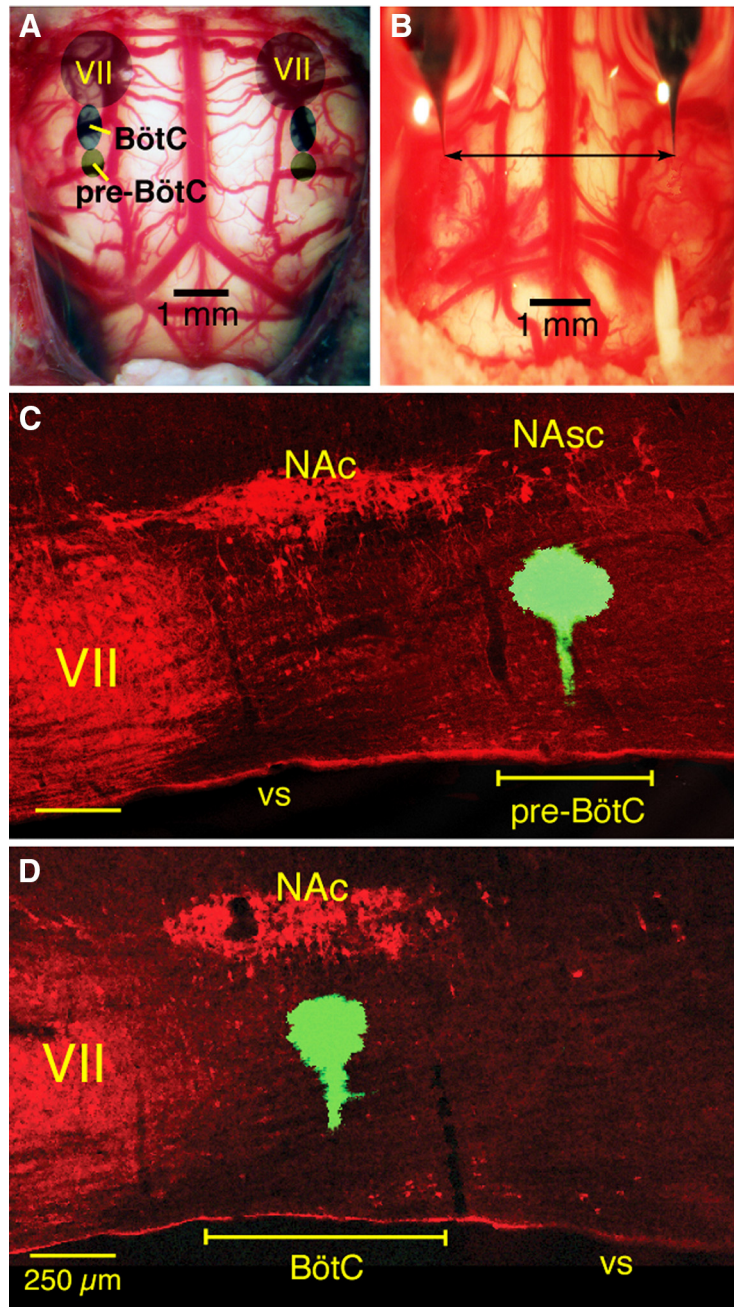 A
VII VII
BötC
pre-BötC
1 mm
B
1 mm
C
NAc
NAsc
VII
vs
pre-BötC
D
NAc
VII
BötC
vs
250 µm